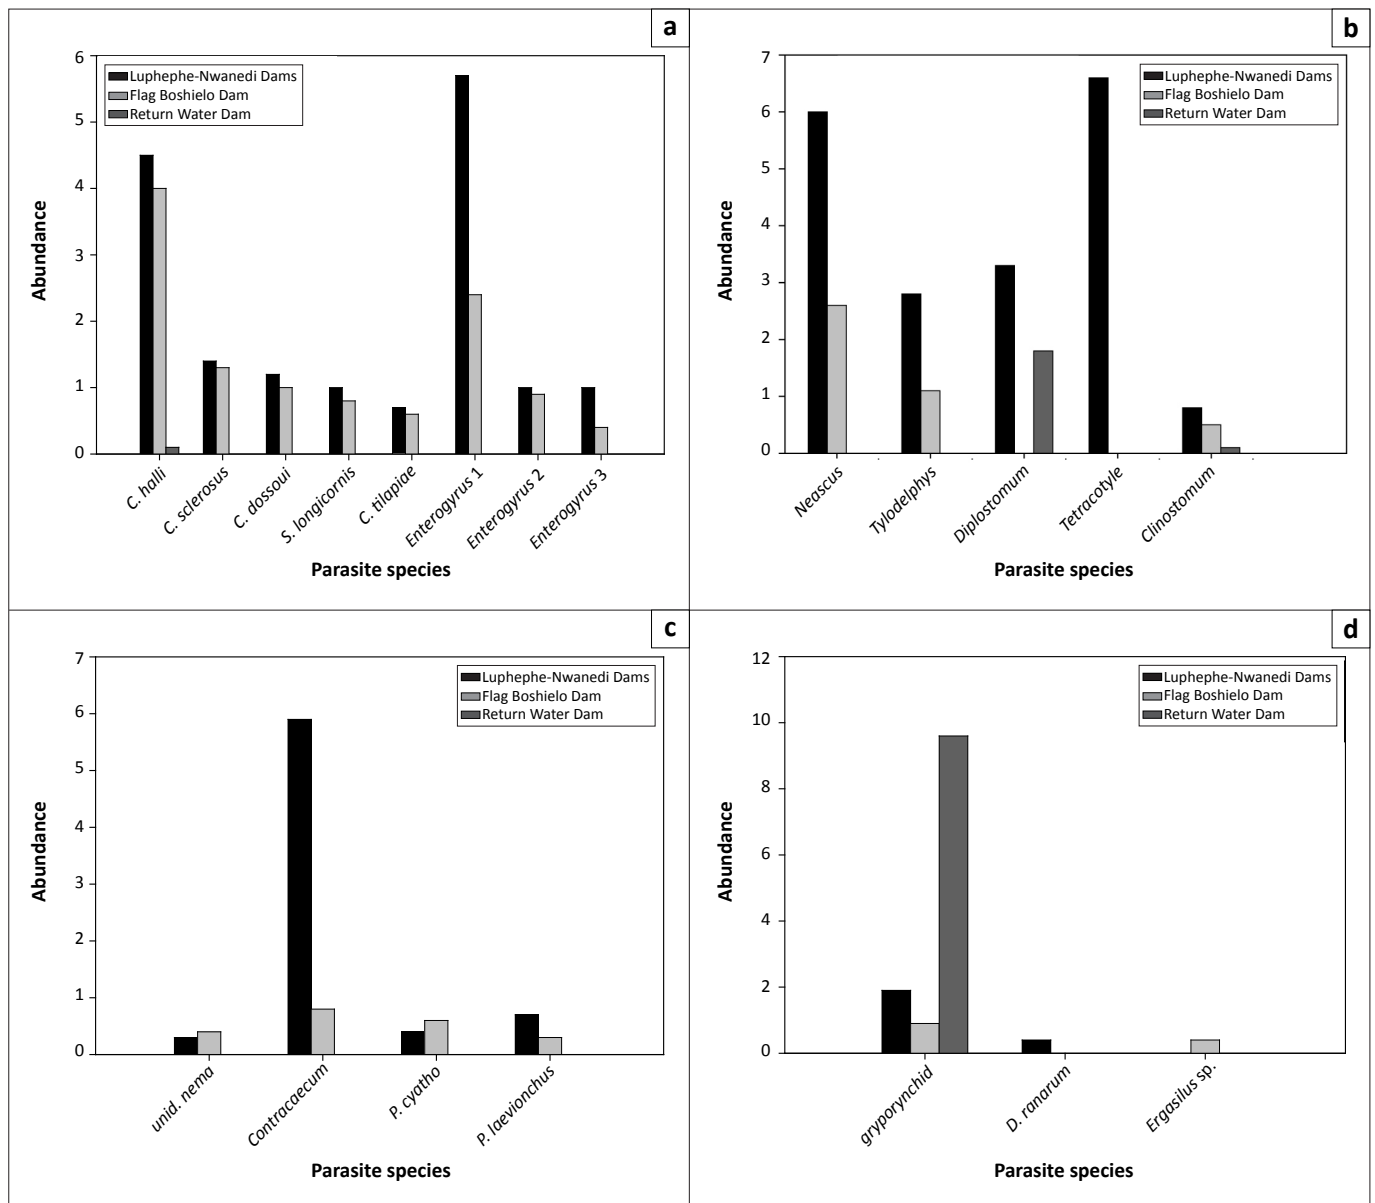 a
6
5
4
3
2
1
0
Luphephe-Nwanedi Dams
Flag Boshielo Dam
Return Water Dam
Abundance
C. halli
C. sclerosus
C. dossoui
S. longicornis
C. tilapiae
Enterogyrus 1
Enterogyrus 2
Enterogyrus 3
Parasite species
b
7
6
5
4
3
2
1
0
Luphephe-Nwanedi Dams
Flag Boshielo Dam
Return Water Dam
Abundance
Neascus
Tylodelphys
Diplostomum
Tetracotyle
Clinostomum
Parasite species
c
7
6
5
4
3
2
1
0
Luphephe-Nwanedi Dams
Flag Boshielo Dam
Return Water Dam
Abundance
unid. nema
Contracaecum
P. cyatho
P. laevionchus
Parasite species
d
12
10
8
6
4
2
0
Luphephe-Nwanedi Dams
Flag Boshielo Dam
Return Water Dam
Abundance
gryporynchid
D. ranarum
Ergasilus sp.
Parasite species